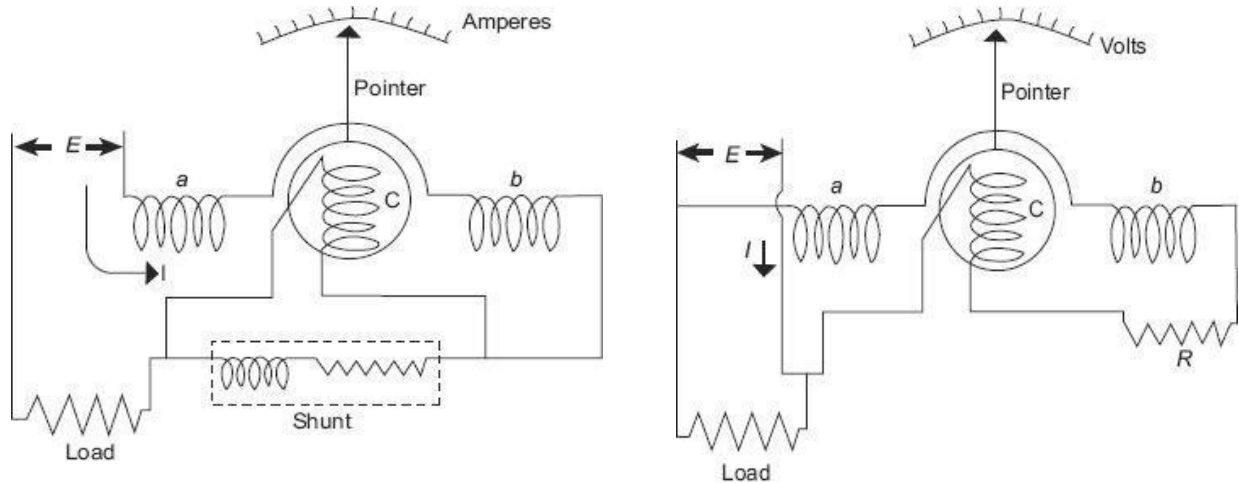 Amperes
Pointer
E
a
b
C
I
Shunt
Load
Volts
Pointer
E
a
b
C
I
R
Load